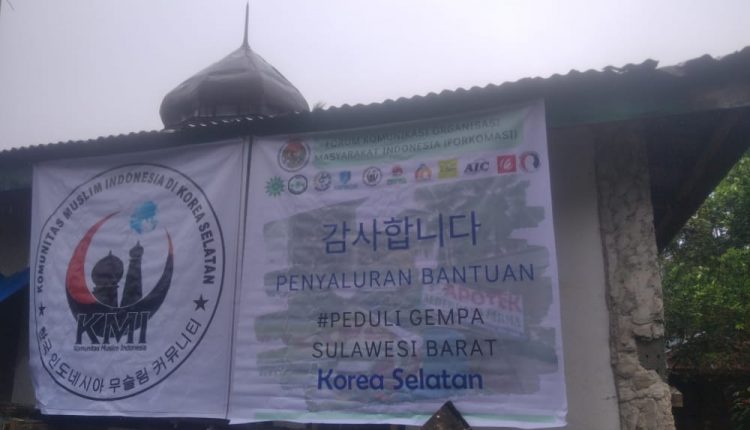 KOMUNITAS MUSLIM INDONESIA DI KOREA SELATAN
KMI
Komunitas Muslim Indonesia
한국 인도네시아 무슬림 커뮤니티
FORUM KOMUNIKASI ORGANISASI
MASYARAKAT INDONESIA (FORKOMASI)
AIC
감사합니다
PENYALURAN BANTUAN
#PEDULI GEMPA
SULAWESI BARAT
Korea Selatan
APOTEK